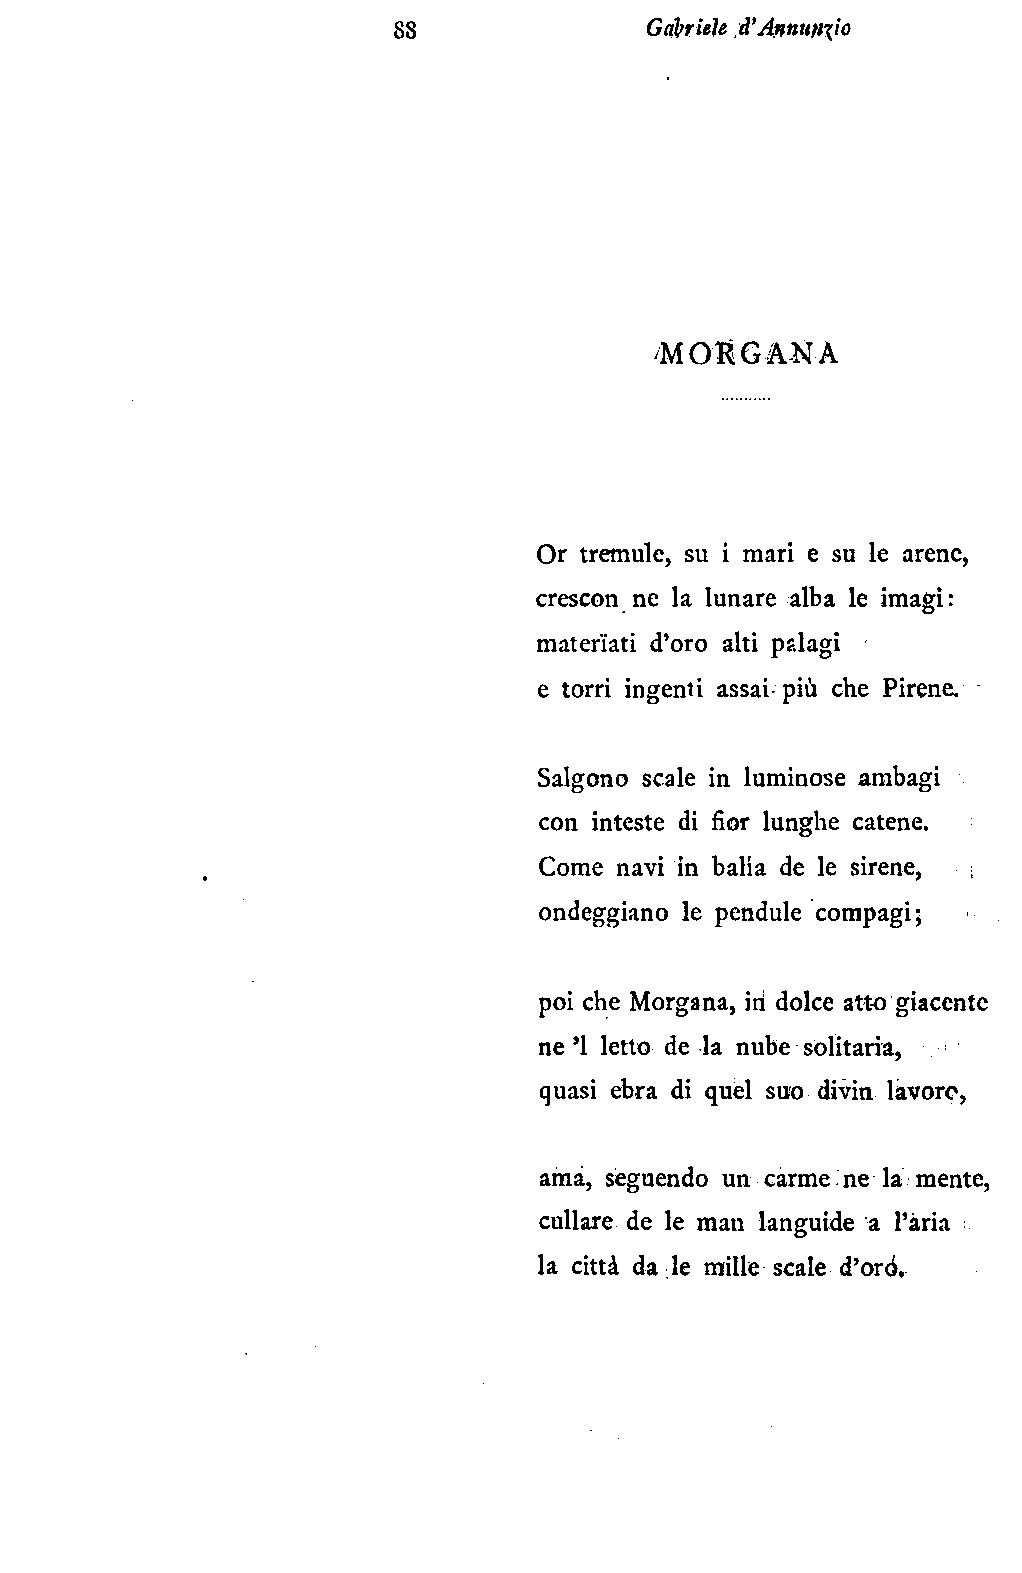 88 Gabriele d'Annunzio
MORGANA
Or tremule, su i mari e su le arene,
crescon ne la lunare alba le imagi:
materïati d'oro alti palagi
e torri ingenti assai più che Pirene.
Salgono scale in luminose ambagi
con inteste di fior lunghe catene.
Come navi in balía de le sirene,
ondeggiano le pendule compagi;
poi che Morgana, in dolce atto giacente
ne 'l letto de la nube solitaria,
quasi ebra di quel suo divin lavoro,
ama, seguendo un carme ne la mente,
cullare de le man languide a l'aria
la città da le mille scale d'oro.